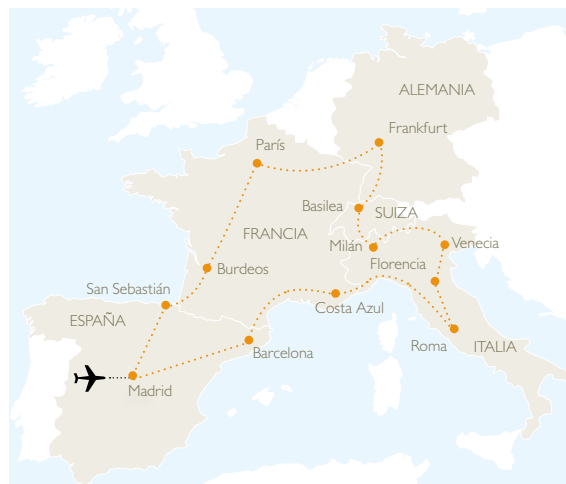 ALEMANIA
Frankfurt
París
Basilea
SUIZA
FRANCIA
Milán
Venecia
Florencia
Burdeos
San Sebastián
Costa Azul
ESPAÑA
Roma
ITALIA
Barcelona
Madrid